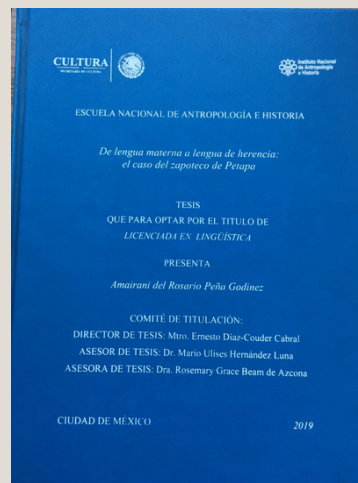 CULTURA
SECRETARÍA DE CULTURA
Instituto Nacional
de Antropología
e Historia
ESCUELA NACIONAL DE ANTROPOLOGÍA E HISTORIA
De lengua materna a lengua de herencia:
el caso del zapoteco de Petapa
TESIS
QUE PARA OPTAR POR EL TITULO DE
LICENCIADA EN LINGÜÍSTICA
PRESENTA
Amairani del Rosario Peña Godinez
COMITÉ DE TITULACIÓN:
DIRECTOR DE TESIS: Mtro. Ernesto Díaz-Couder Cabral
ASESOR DE TESIS: Dr. Mario Ulises Hernández Luna
ASESORA DE TESIS: Dra. Rosemary Grace Beam de Azcona
CIUDAD DE MÉXICO
2019